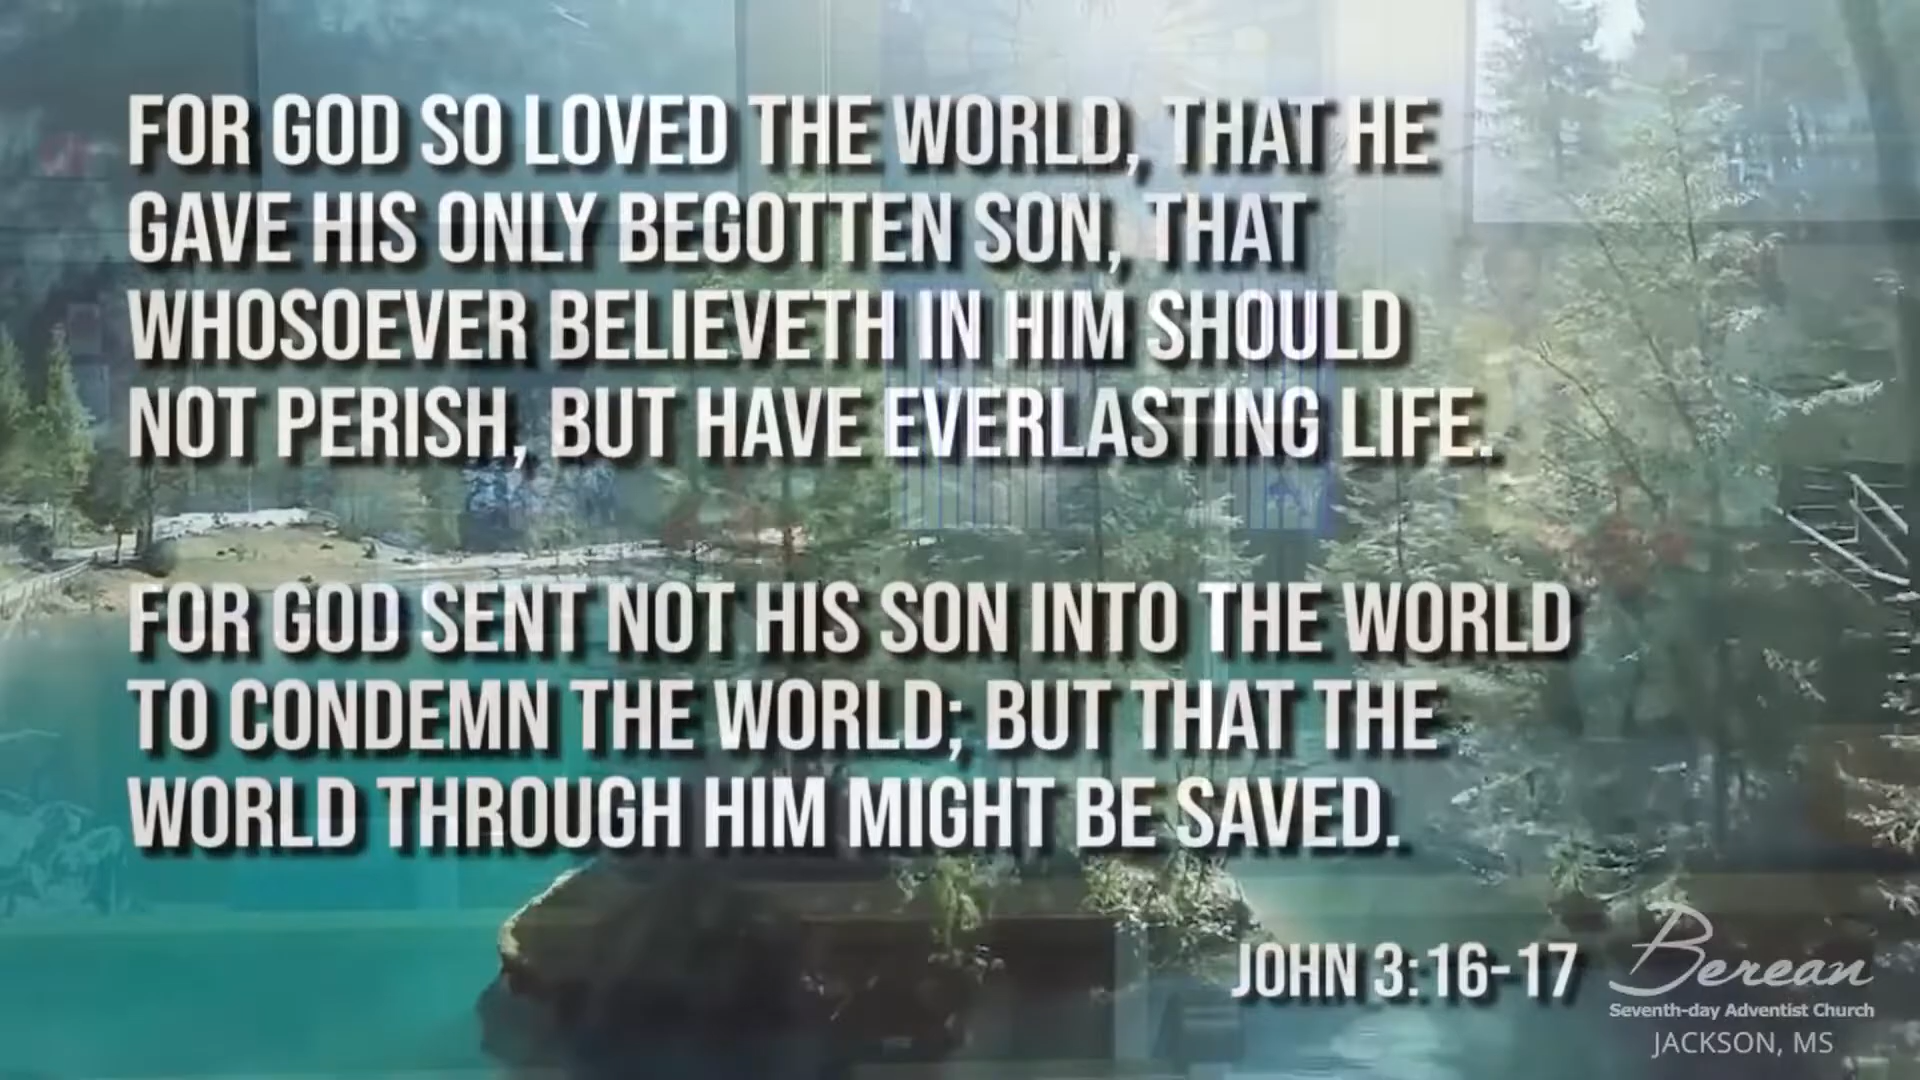 FOR GOD SO LOVED THE WORLD, THAT HE
GAVE HIS ONLY BEGOTTEN SON, THAT
WHOSOEVER BELIEVETH IN HIM SHOULD
NOT PERISH, BUT HAVE EVERLASTING LIFE.
FOR GOD SENT NOT HIS SON INTO THE WORLD
TO CONDEMN THE WORLD; BUT THAT THE
WORLD THROUGH HIM MIGHT BE SAVED.
JOHN 3:16-17
Berean
Seventh-day Adventist Church
JACKSON, MS